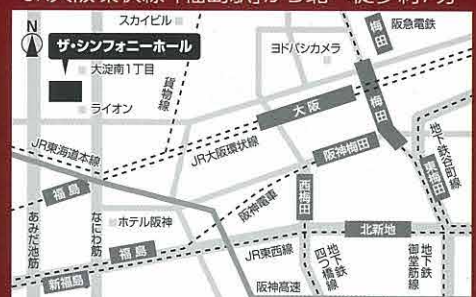 N
ザ・シンフォニーホール
スカイビル
大淀南1丁目
ライオン
貨物線
ヨドバシカメラ
阪急電鉄
梅田
大阪
梅田
JR大阪環状線
阪神梅田
地下鉄谷町線
東梅田
JR東海道本線
福島
西梅田
阪神電車
あみだ池筋
なにわ筋
ホテル阪神
福島
新福島
JR東西線
北新地
地下鉄四つ橋線
地下鉄御堂筋線
阪神高速